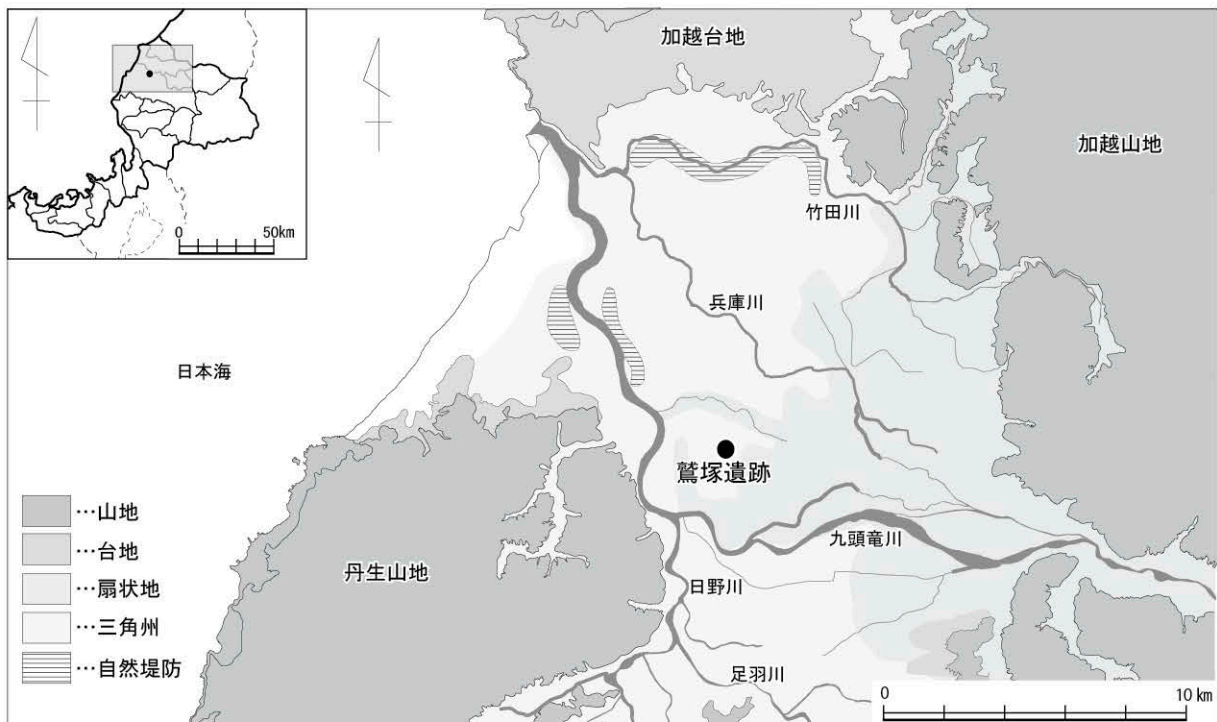 0 50km
加越台地
加越山地
竹田川
兵庫川
日本海
鷲塚遺跡
九頭竜川
丹生山地
日野川
足羽川
…山地
…台地
…扇状地
…三角州
…自然堤防
0 10 km